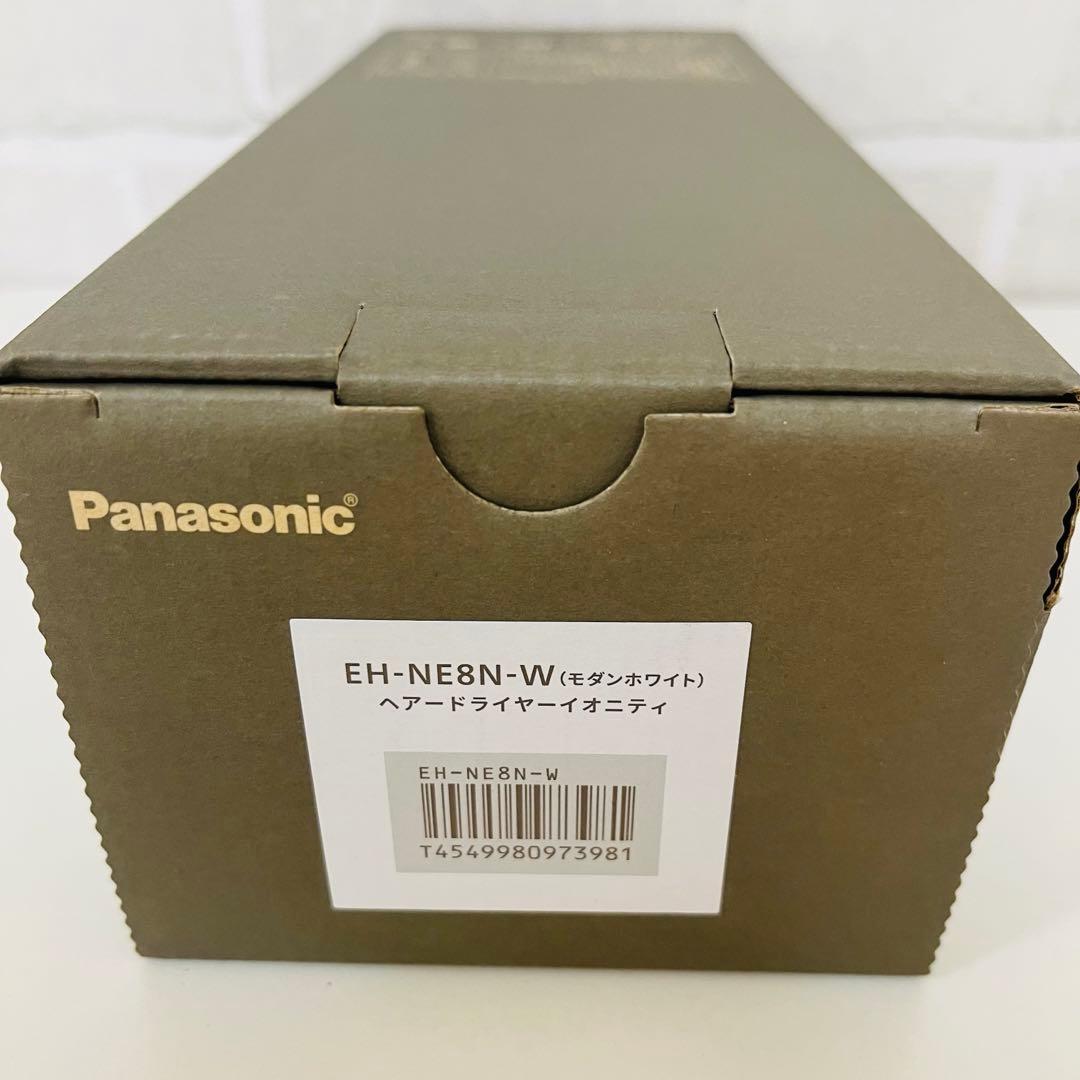 Panasonic®
EH-NE8N-W(モダンホワイト)
ヘアードライヤーイオニティ
EH-NE8N-W
T4549980973981